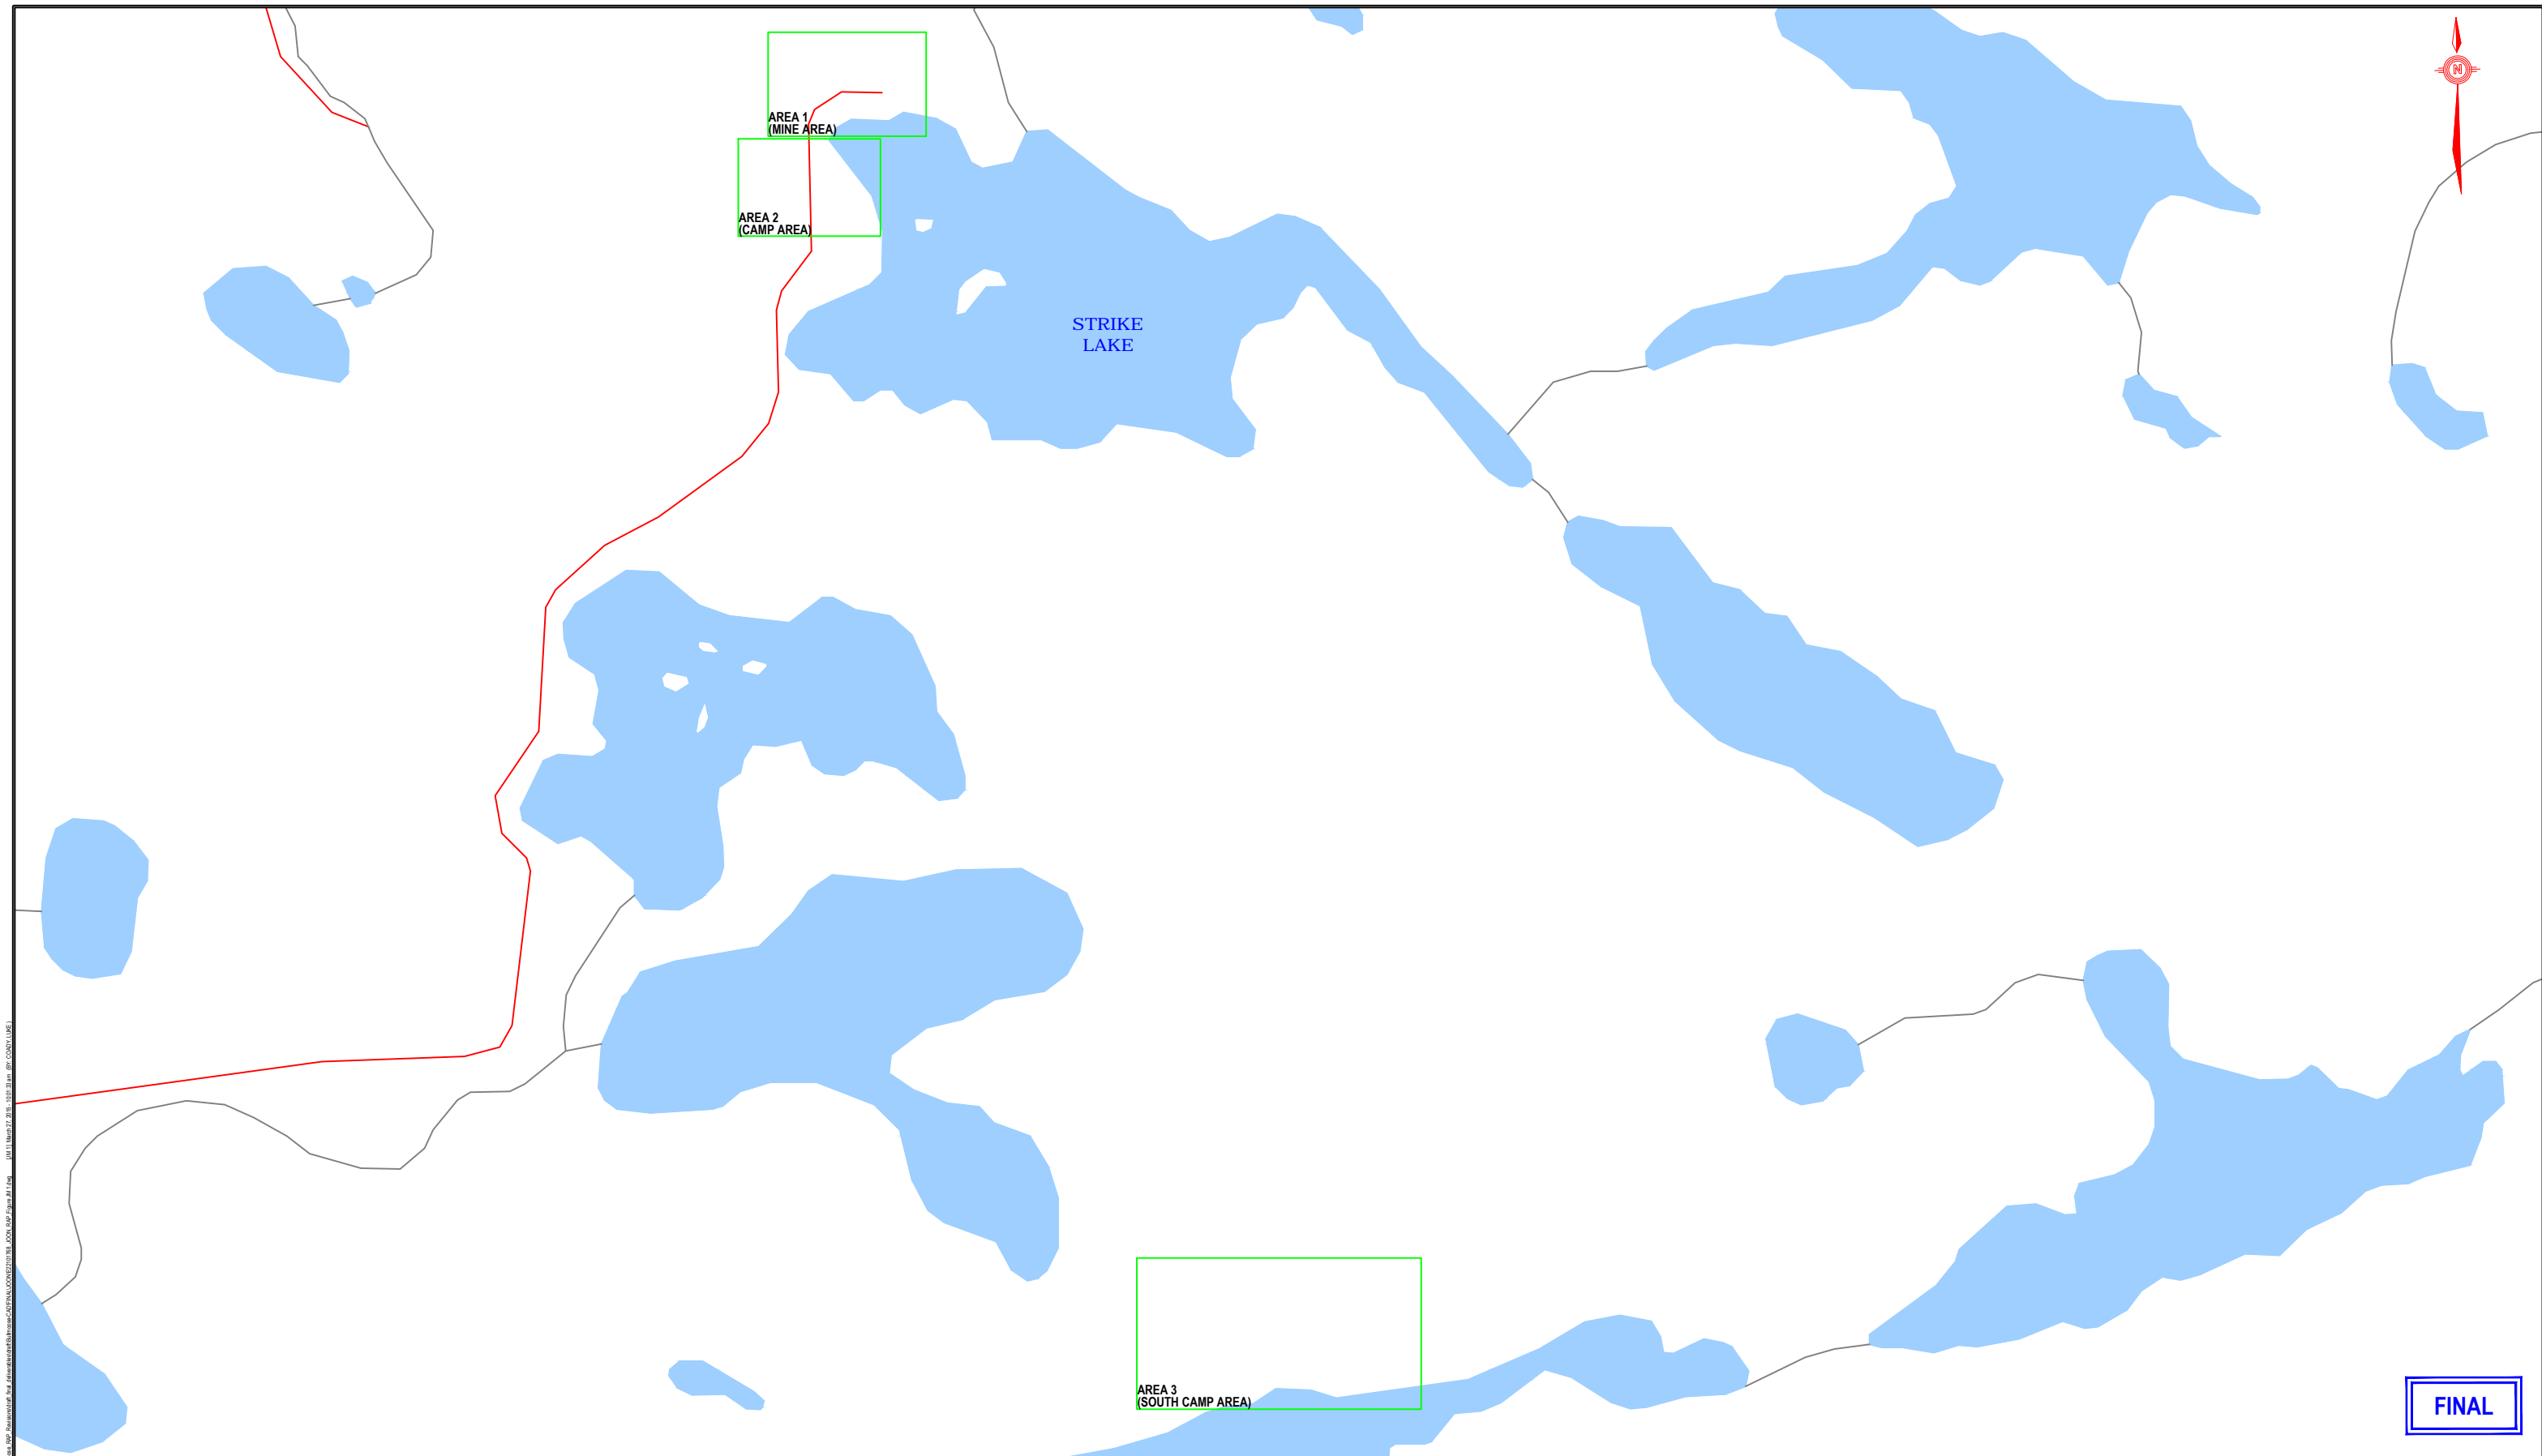 N
AREA 1
(MINE AREA)
AREA 2
(CAMP AREA)
STRIKE
LAKE
AREA 3
(SOUTH CAMP AREA)
FINAL